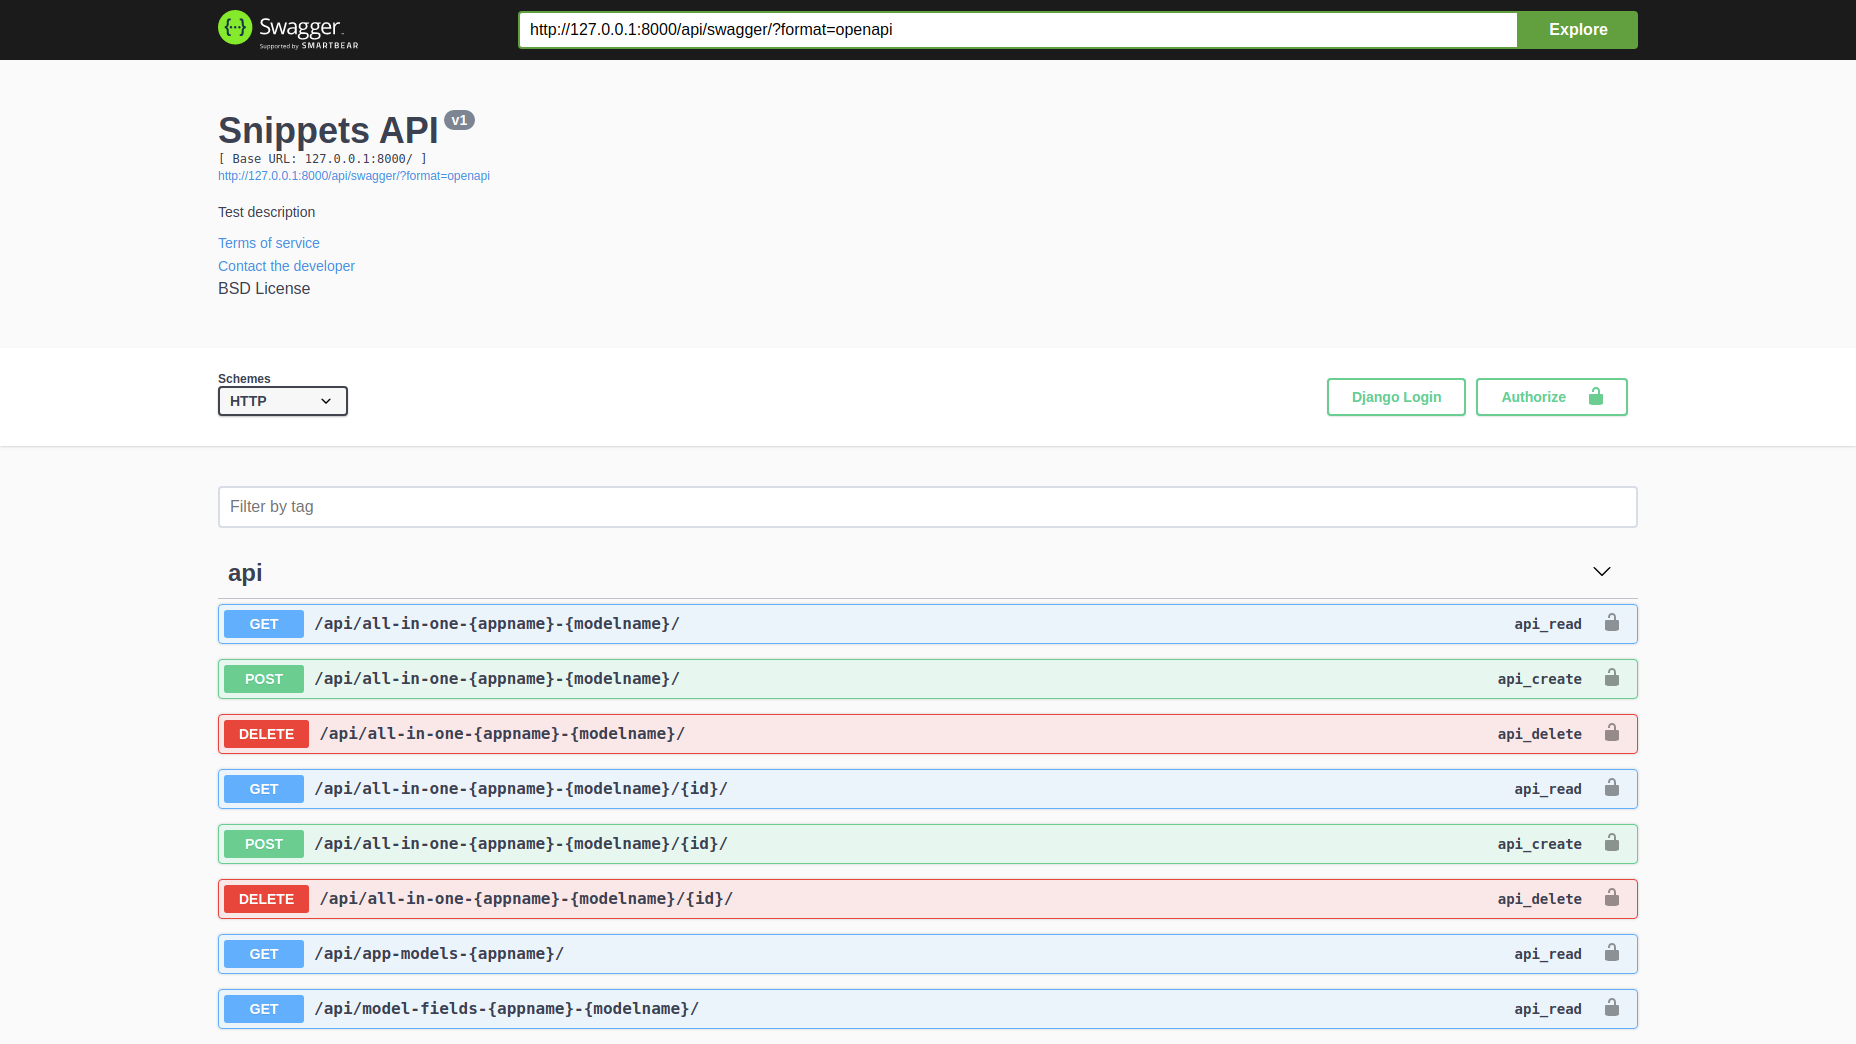 {···} Swagger
Supported by SMARTBEAR
http://127.0.0.1:8000/api/swagger/?format=openapi
Explore
Snippets API v1
[ Base URL: 127.0.0.1:8000/ ]
http://127.0.0.1:8000/api/swagger/?format=openapi
Test description
Terms of service
Contact the developer
BSD License
Schemes
HTTP
Django Login
Authorize
Filter by tag
api
GET /api/all-in-one-{appname}-{modelname}/ api_read
POST /api/all-in-one-{appname}-{modelname}/ api_create
DELETE /api/all-in-one-{appname}-{modelname}/ api_delete
GET /api/all-in-one-{appname}-{modelname}/{id}/ api_read
POST /api/all-in-one-{appname}-{modelname}/{id}/ api_create
DELETE /api/all-in-one-{appname}-{modelname}/{id}/ api_delete
GET /api/app-models-{appname}/ api_read
GET /api/model-fields-{appname}-{modelname}/ api_read